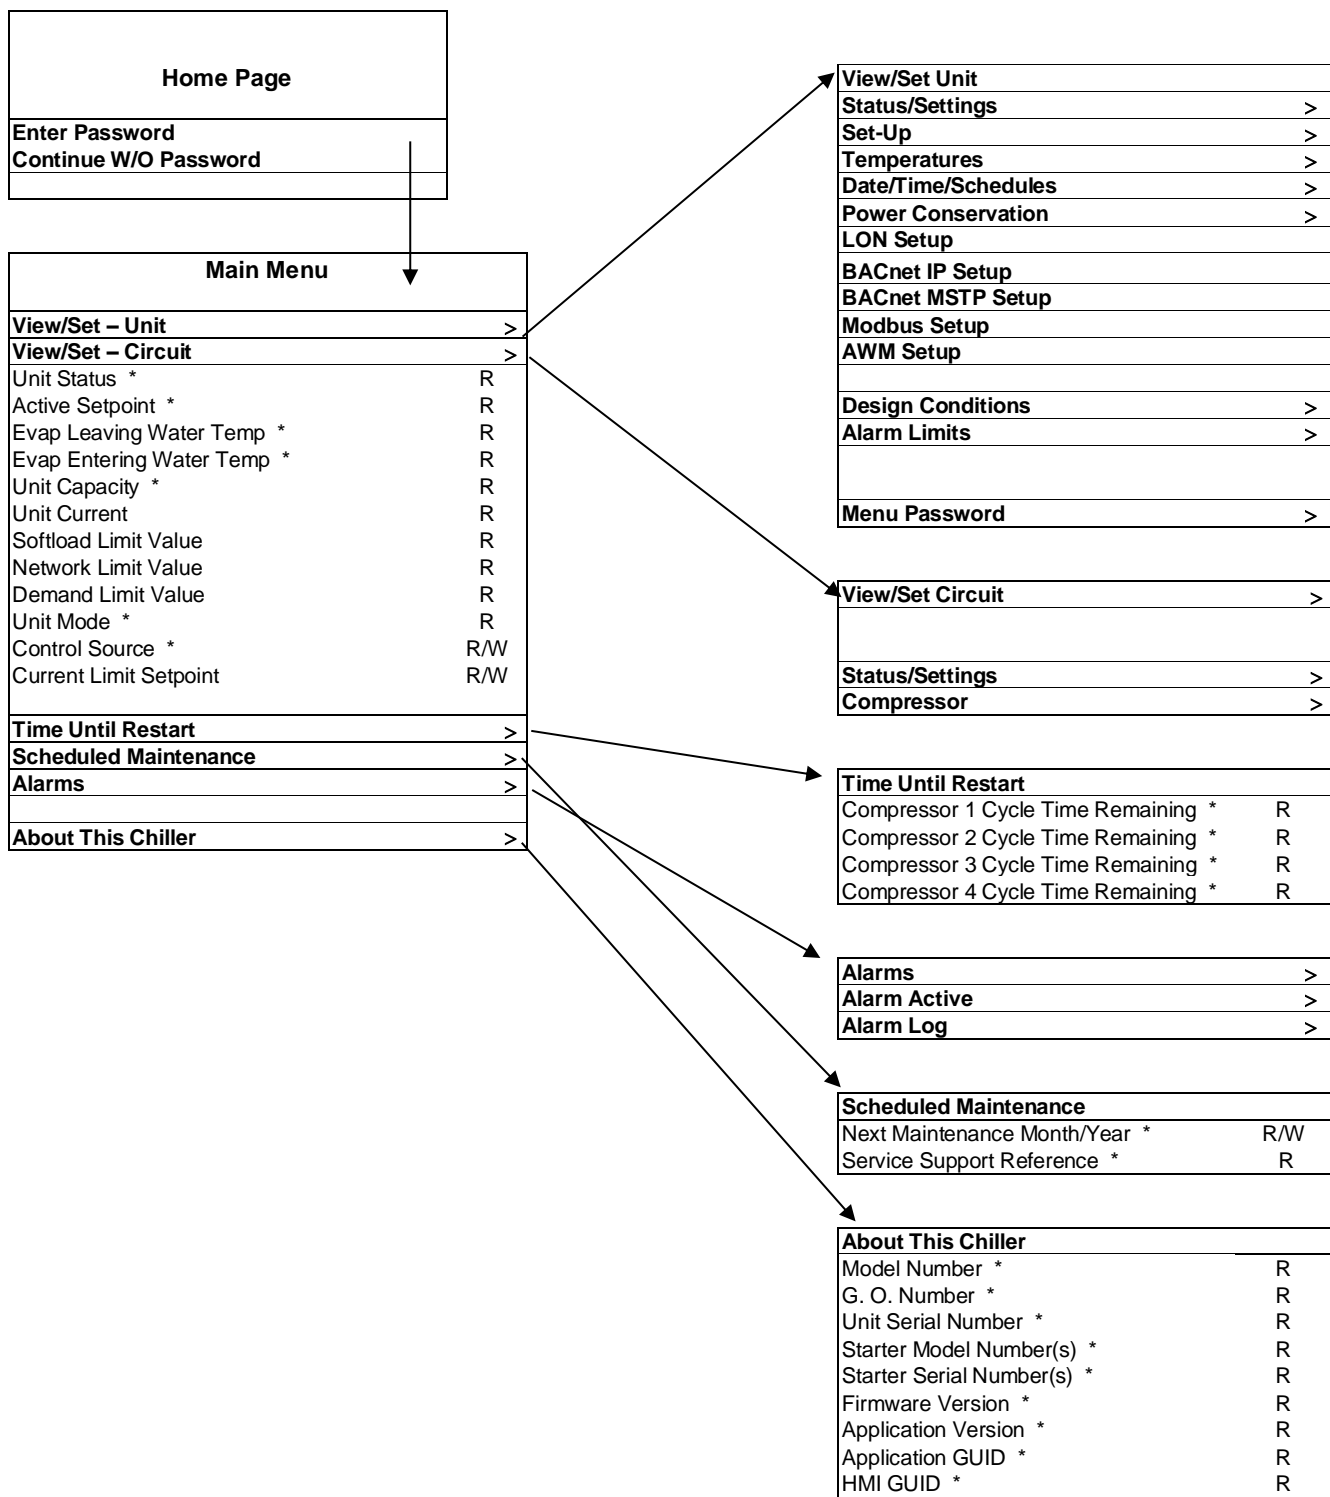 Home Page
Enter Password
Continue W/O Password
Main Menu
View/Set – Unit >
View/Set – Circuit >
Unit Status * R
Active Setpoint * R
Evap Leaving Water Temp * R
Evap Entering Water Temp * R
Unit Capacity * R
Unit Current R
Softload Limit Value R
Network Limit Value R
Demand Limit Value R
Unit Mode * R
Control Source * R/W
Current Limit Setpoint R/W
Time Until Restart >
Scheduled Maintenance >
Alarms >
About This Chiller >
View/Set Unit
Status/Settings >
Set-Up >
Temperatures >
Date/Time/Schedules >
Power Conservation >
LON Setup
BACnet IP Setup
BACnet MSTP Setup
Modbus Setup
AWM Setup
Design Conditions >
Alarm Limits >
Menu Password >
View/Set Circuit >
Status/Settings >
Compressor >
Time Until Restart
Compressor 1 Cycle Time Remaining * R
Compressor 2 Cycle Time Remaining * R
Compressor 3 Cycle Time Remaining * R
Compressor 4 Cycle Time Remaining * R
Alarms >
Alarm Active >
Alarm Log >
Scheduled Maintenance
Next Maintenance Month/Year * R/W
Service Support Reference * R
About This Chiller
Model Number * R
G. O. Number * R
Unit Serial Number * R
Starter Model Number(s) * R
Starter Serial Number(s) * R
Firmware Version * R
Application Version * R
Application GUID * R
HMI GUID * R